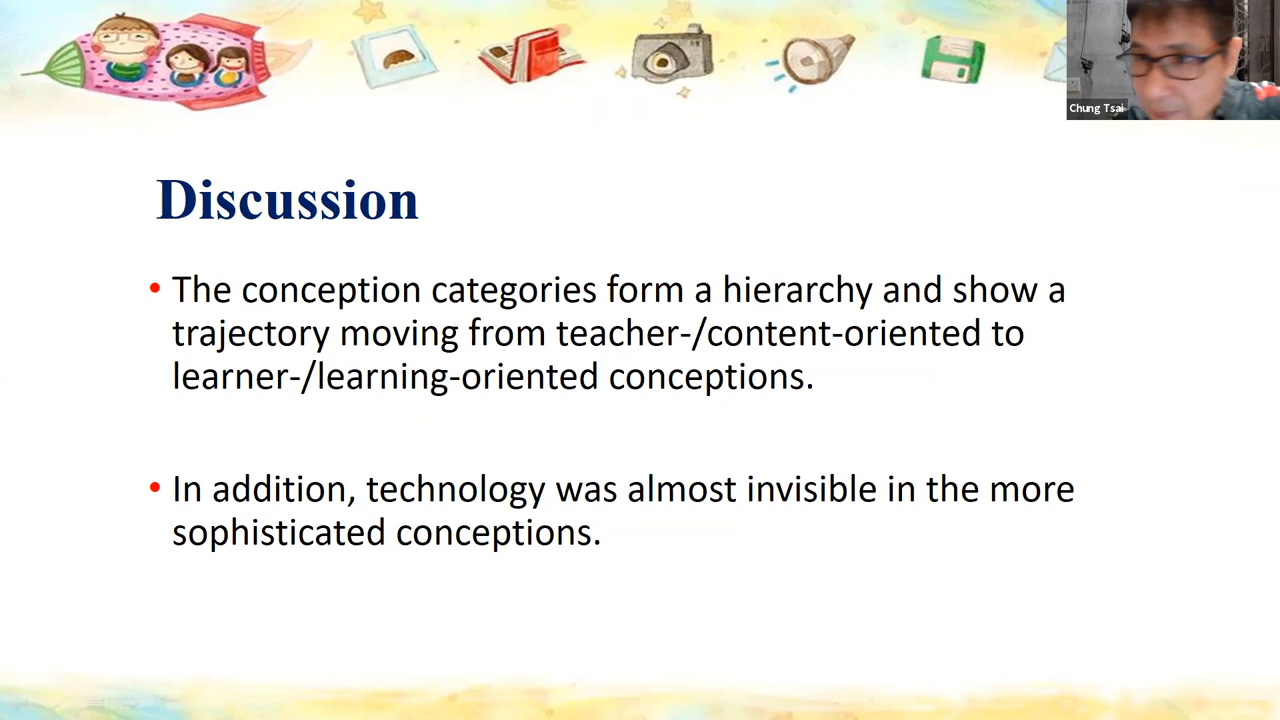 Chung Tsai
Discussion
• The conception categories form a hierarchy and show a
trajectory moving from teacher-/content-oriented to
learner-/learning-oriented conceptions.
• In addition, technology was almost invisible in the more
sophisticated conceptions.